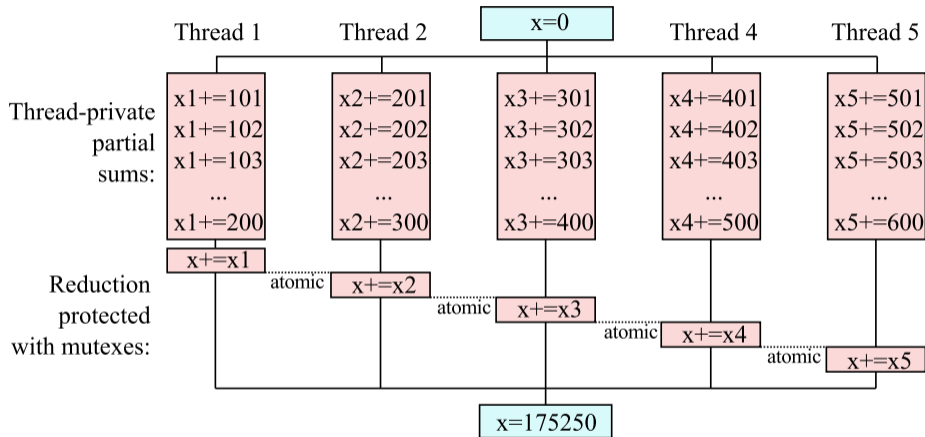 x=0
Thread 1
Thread 2
Thread 4
Thread 5
Thread-private
partial
sums:
x1+=101
x1+=102
x1+=103
...
x1+=200
x2+=201
x2+=202
x2+=203
...
x2+=300
x3+=301
x3+=302
x3+=303
...
x3+=400
x4+=401
x4+=402
x4+=403
...
x4+=500
x5+=501
x5+=502
x5+=503
...
x5+=600
Reduction
protected
with mutexes:
x+=x1
atomic
x+=x2
atomic
x+=x3
atomic
x+=x4
atomic
x+=x5
x=175250